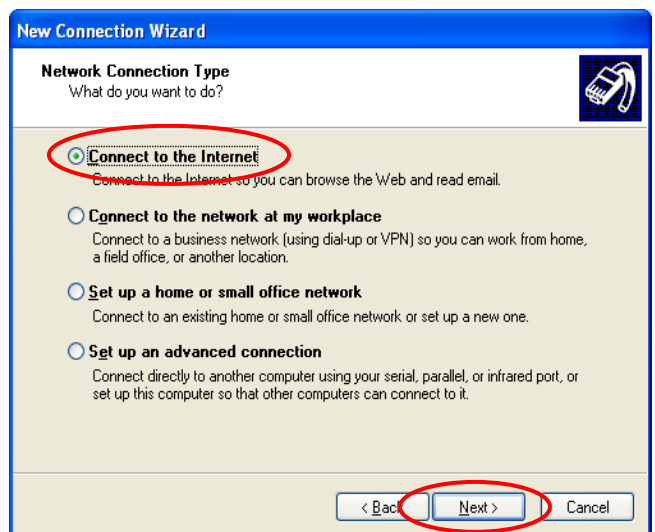 New Connection Wizard
Network Connection Type
What do you want to do?
Connect to the Internet
Connect to the Internet so you can browse the Web and read email.
Connect to the network at my workplace
Connect to a business network (using dial-up or VPN) so you can work from home,
a field office, or another location.
Set up a home or small office network
Connect to an existing home or small office network or set up a new one.
Set up an advanced connection
Connect directly to another computer using your serial, parallel, or infrared port, or
set up this computer so that other computers can connect to it.
< Back Next > Cancel